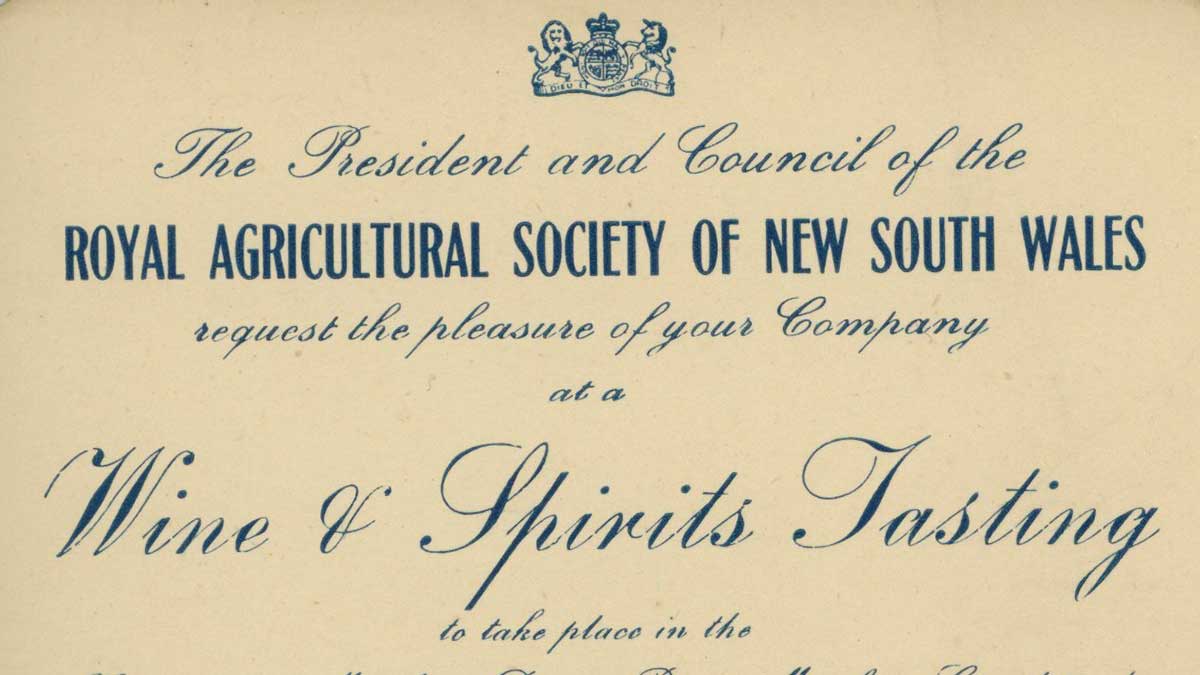 DIEU ET MON DROIT
The President and Council of the
ROYAL AGRICULTURAL SOCIETY OF NEW SOUTH WALES
request the pleasure of your Company
at a
Wine & Spirits Tasting
to take place in the